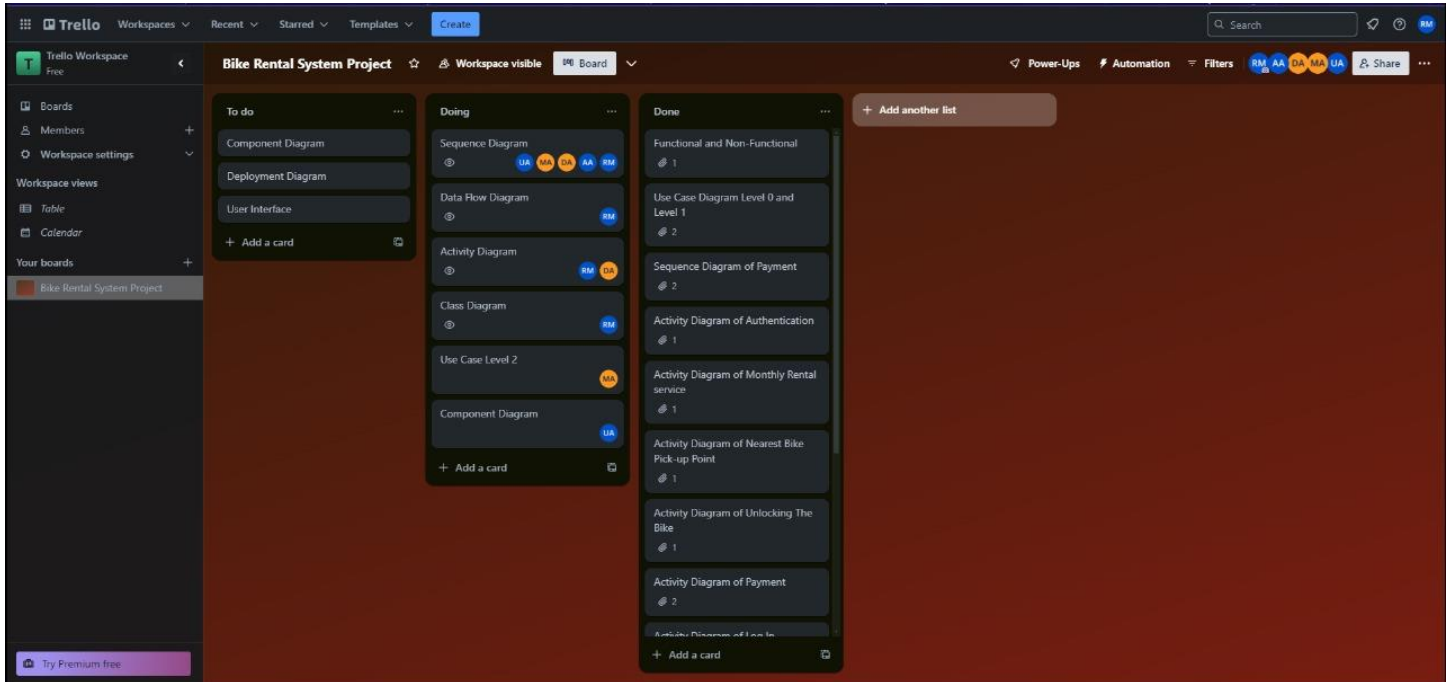 Trello
Workspaces
Recent
Starred
Templates
Create
Search
RM
T
Trello Workspace
Free
Bike Rental System Project
Workspace visible
Board
Power-Ups
Automation
Filters
RM AA DA MA UA
Share
Boards
Members
Workspace settings
Workspace views
Table
Calendar
Your boards
Bike Rental System Project
Try Premium free
To do
Component Diagram
Deployment Diagram
User Interface
+ Add a card
Doing
Sequence Diagram
UA MA DA AA RM
Data Flow Diagram
RM
Activity Diagram
RM DA
Class Diagram
RM
Use Case Level 2
MA
Component Diagram
UA
+ Add a card
Done
Functional and Non-Functional
1
Use Case Diagram Level 0 and
Level 1
2
Sequence Diagram of Payment
2
Activity Diagram of Authentication
1
Activity Diagram of Monthly Rental
service
1
Activity Diagram of Nearest Bike
Pick-up Point
1
Activity Diagram of Unlocking The
Bike
1
Activity Diagram of Payment
2
Activity Diagram of Log In
+ Add a card
+ Add another list